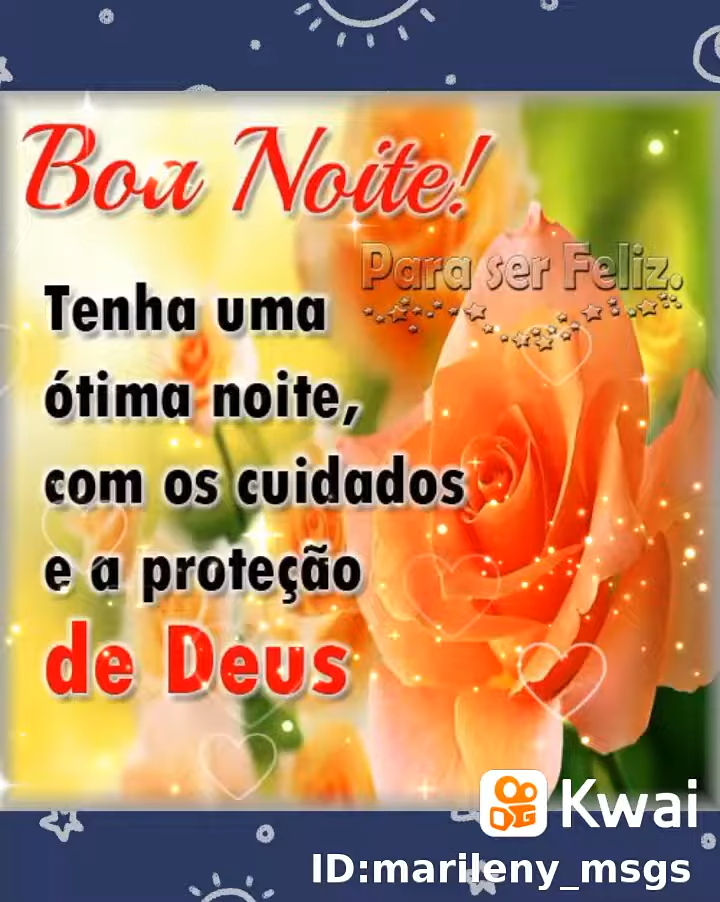 Boa Noite!
Para ser Feliz.
Tenha uma
ótima noite,
com os cuidados
e a proteção
de Deus
Kwai
ID:marileny_msgs